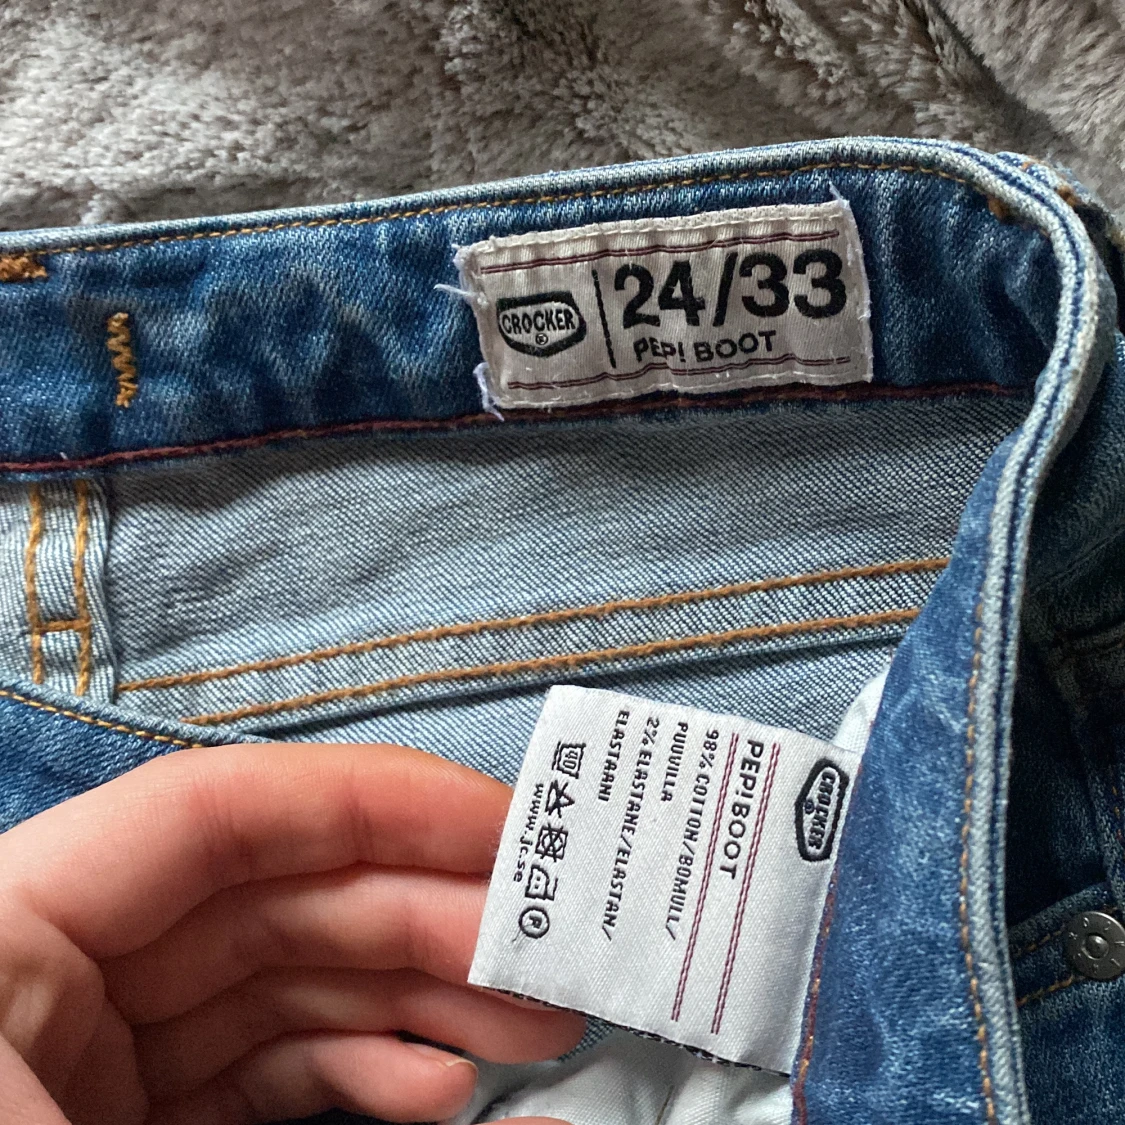 CROCKER
®
24/33
PEP! BOOT
CROCKER
®
PEP! BOOT
98% COTTON/BOMULL/
PUUVILLA
2% ELASTANE/ELASTAN/
ELASTAANI
40
P
www.jc.se